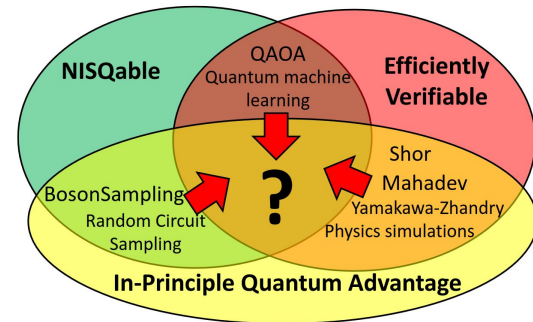 NISQable
QAOA
Quantum machine
learning
Efficiently
Verifiable
BosonSampling
Random Circuit
Sampling
?
Shor
Mahadev
Yamakawa-Zhandry
Physics simulations
In-Principle Quantum Advantage